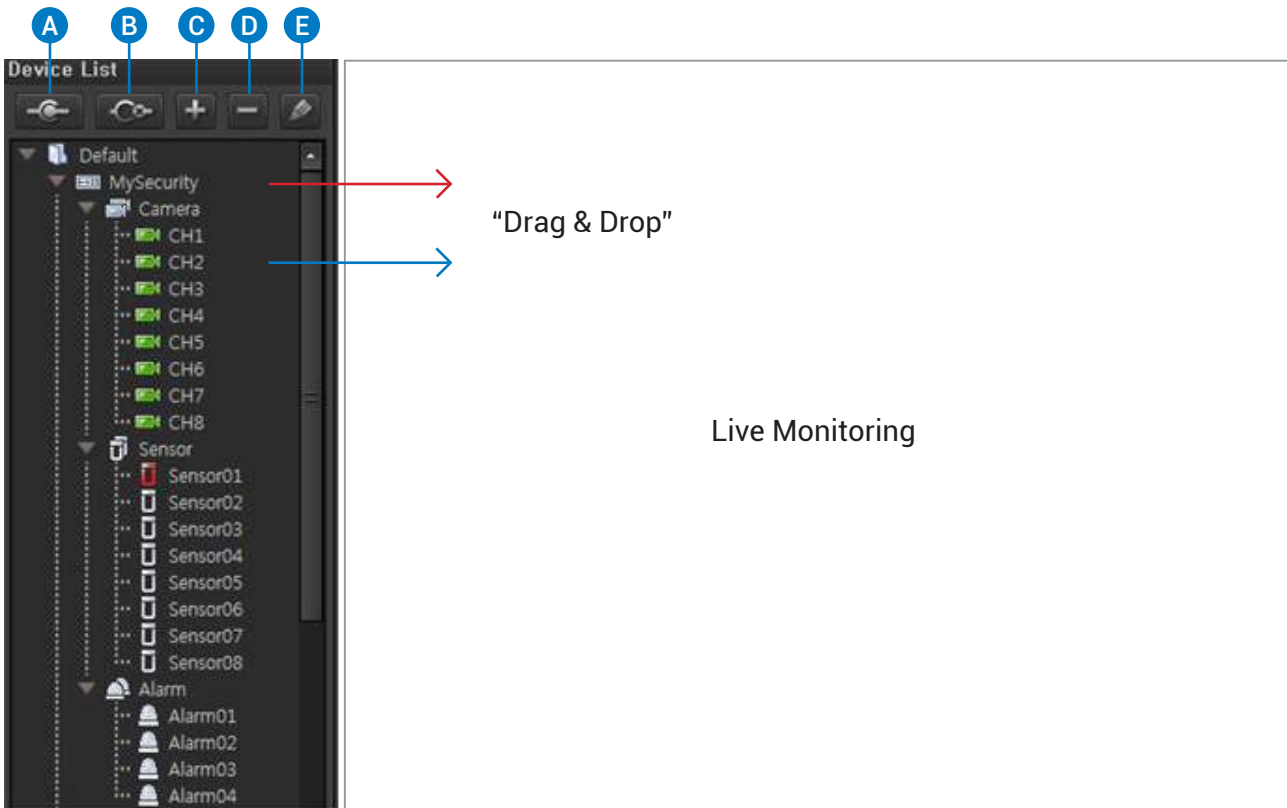 A B C D E
Device List
Default
MySecurity
Camera
CH1
CH2
CH3
CH4
CH5
CH6
CH7
CH8
Sensor
Sensor01
Sensor02
Sensor03
Sensor04
Sensor05
Sensor06
Sensor07
Sensor08
Alarm
Alarm01
Alarm02
Alarm03
Alarm04
“Drag & Drop”
Live Monitoring